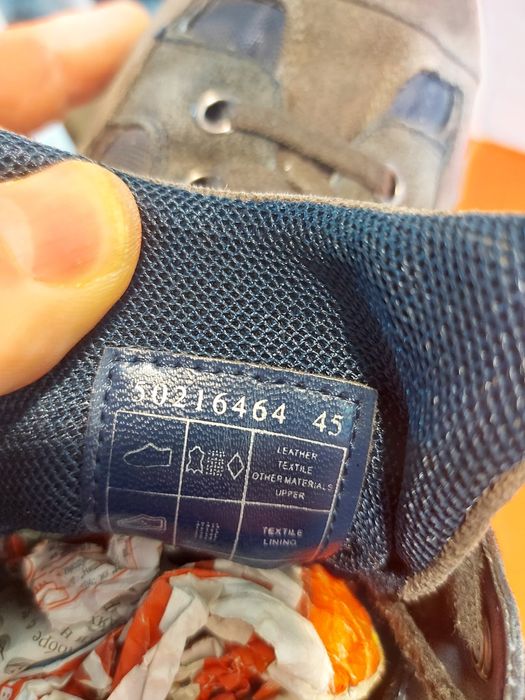 50216464 45
LEATHER
TEXTILE
OTHER MATERIALS
UPPER
TEXTILE
LINING